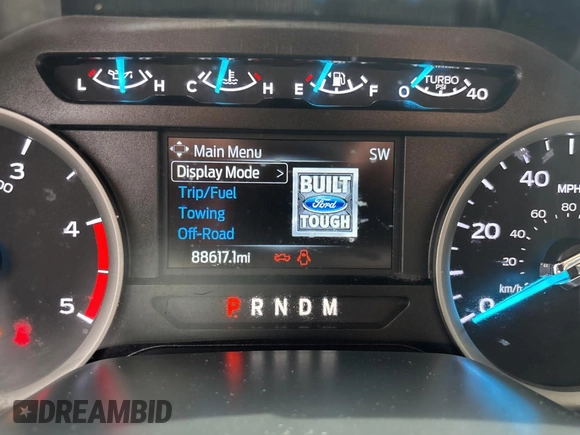 L H C H E F 0 TURBO PSI 40
Main Menu SW
Display Mode >
Trip/Fuel
Towing
Off-Road
BUILT
Ford
TOUGH
88617.1mi
P R N D M
3
4
5
40
MPH
20
0
80
60
40
20
km/h
DREAMBID